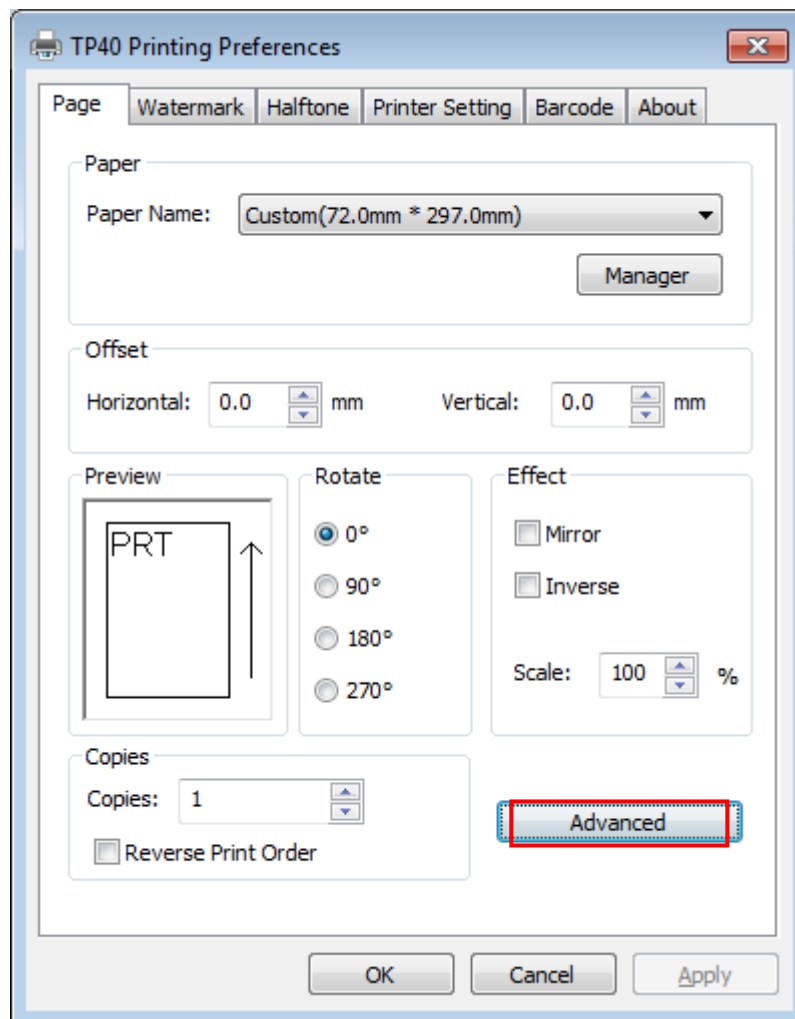 TP40 Printing Preferences
Page Watermark Halftone Printer Setting Barcode About
Paper
Paper Name: Custom(72.0mm * 297.0mm)
Manager
Offset
Horizontal: 0.0 mm Vertical: 0.0 mm
Preview
PRT
Rotate
0°
90°
180°
270°
Effect
Mirror
Inverse
Scale: 100 %
Copies
Copies: 1
Reverse Print Order
Advanced
OK Cancel Apply